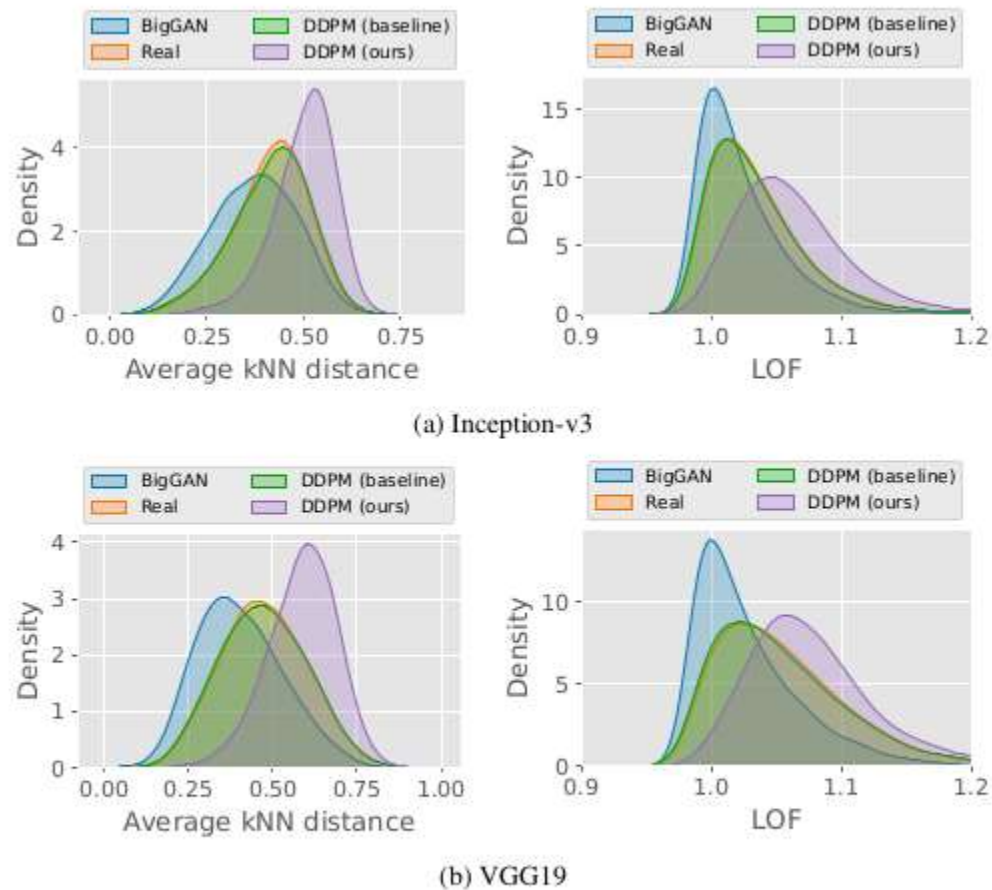 BigGAN DDPM (baseline)
Real DDPM (ours)
Density
4
2
0
0.00 0.25 0.50 0.75
Average kNN distance
BigGAN DDPM (baseline)
Real DDPM (ours)
Density
15
10
5
0
0.9 1.0 1.1 1.2
LOF
(a) Inception-v3
BigGAN DDPM (baseline)
Real DDPM (ours)
Density
4
3
2
1
0
0.00 0.25 0.50 0.75 1.00
Average kNN distance
BigGAN DDPM (baseline)
Real DDPM (ours)
Density
10
5
0
0.9 1.0 1.1 1.2
LOF
(b) VGG19